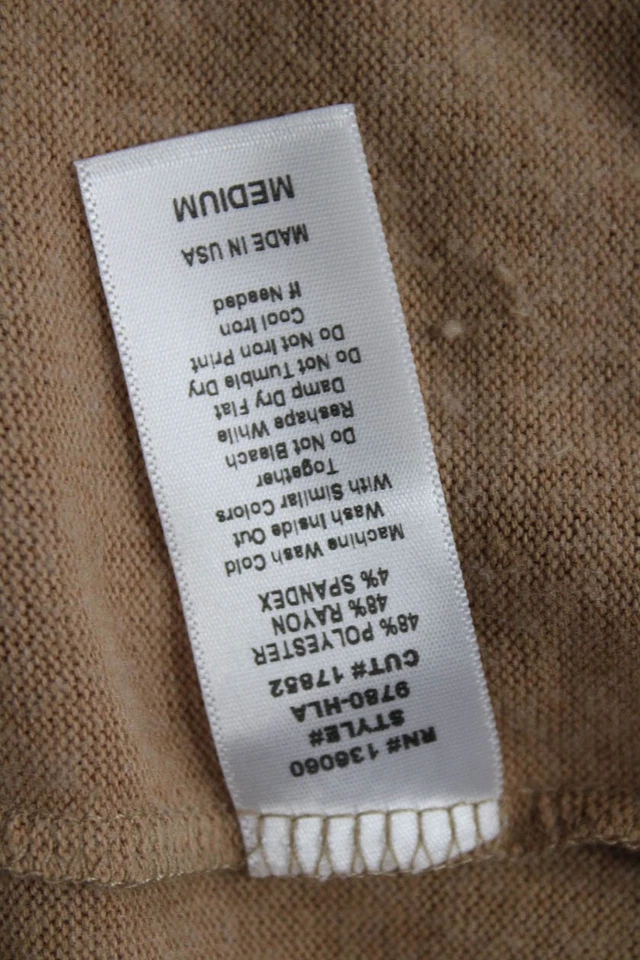 RN# 136060
STYLE#
9780-HLA
CUT# 17852
48% POLYESTER
48% RAYON
4% SPANDEX
Machine Wash Cold
Wash Inside Out
With Similar Colors
Together
Do Not Bleach
Reshape While
Damp Dry Flat
Do Not Tumble Dry
Do Not Iron Print
Cool Iron
If Needed
MADE IN USA
MEDIUM